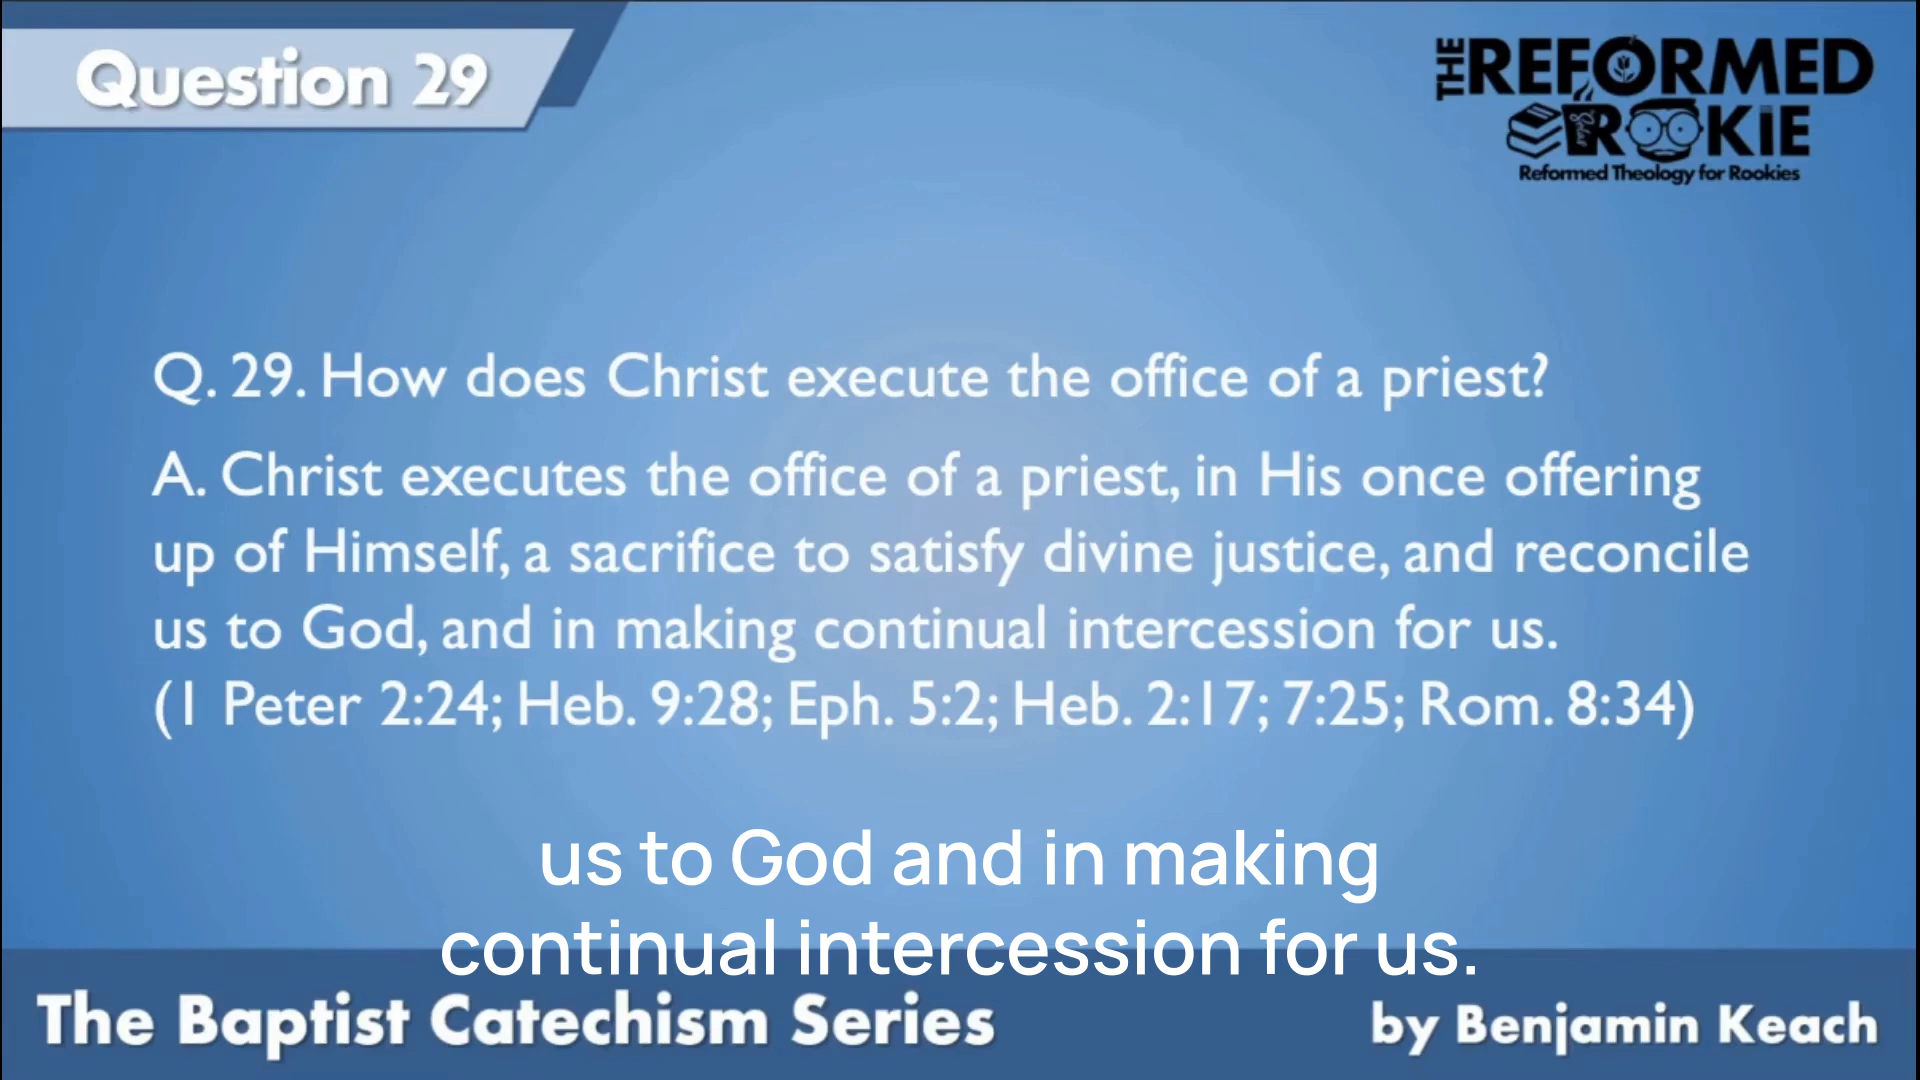 Question 29
THE REFORMED
ROOKIE
Reformed Theology for Rookies
Q. 29. How does Christ execute the office of a priest?
A. Christ executes the office of a priest, in His once offering
up of Himself, a sacrifice to satisfy divine justice, and reconcile
us to God, and in making continual intercession for us.
(1 Peter 2:24; Heb. 9:28; Eph. 5:2; Heb. 2:17; 7:25; Rom. 8:34)
us to God and in making
continual intercession for us.
The Baptist Catechism Series
by Benjamin Keach